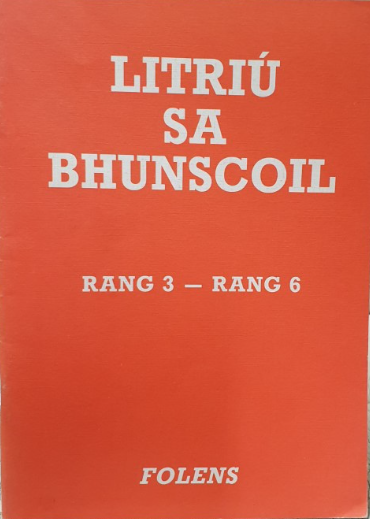 LITRIÚ
SA
BHUNSCOIL
RANG 3 — RANG 6
FOLENS